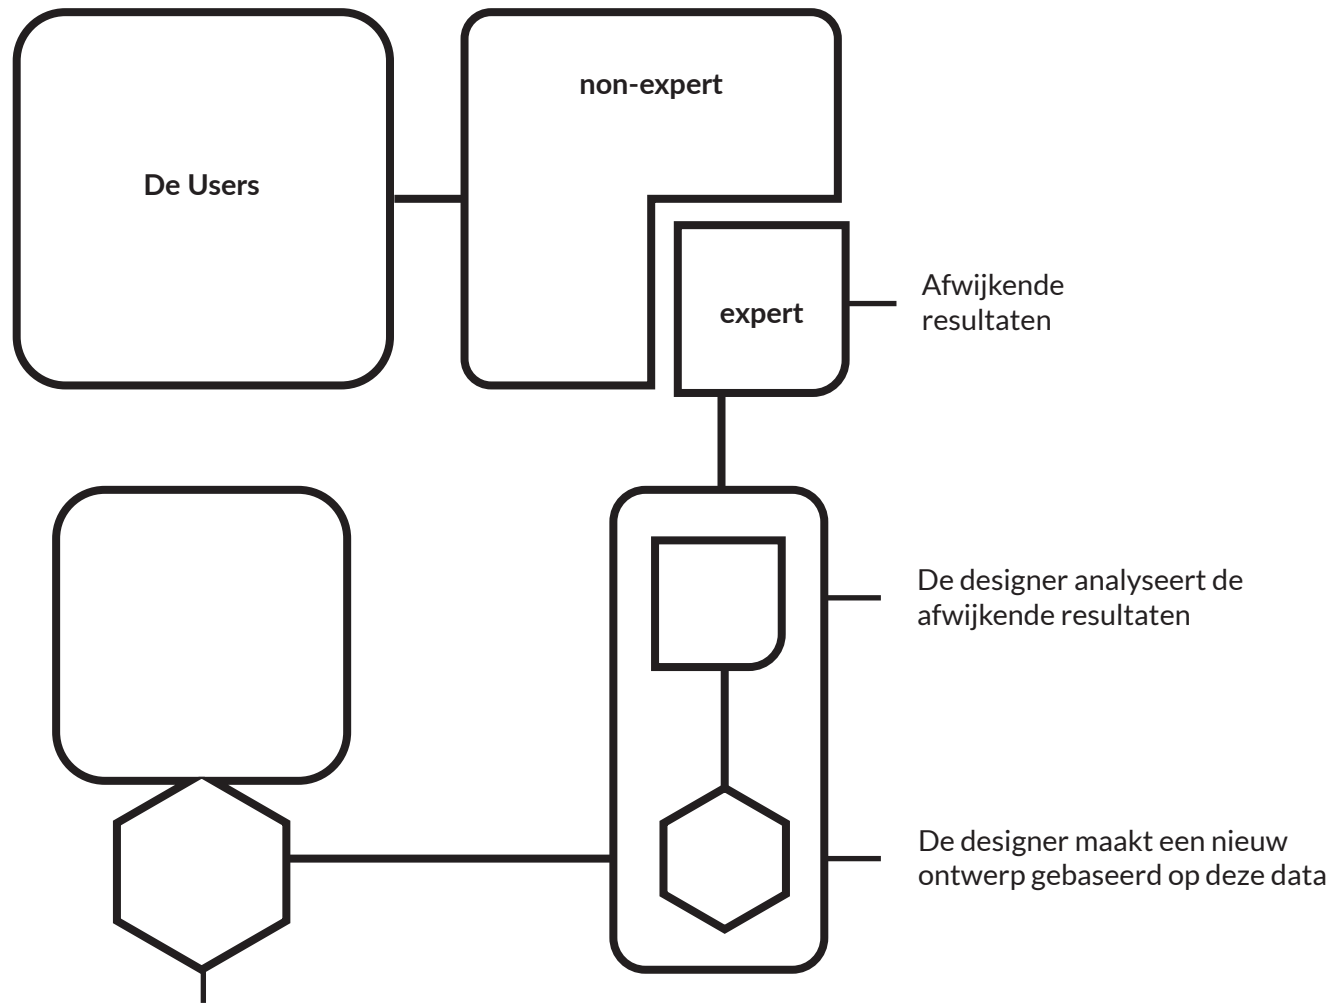 non-expert
De Users
expert
Afwijkende
resultaten
De designer analyseert de
afwijkende resultaten
De designer maakt een nieuw
ontwerp gebaseerd op deze data